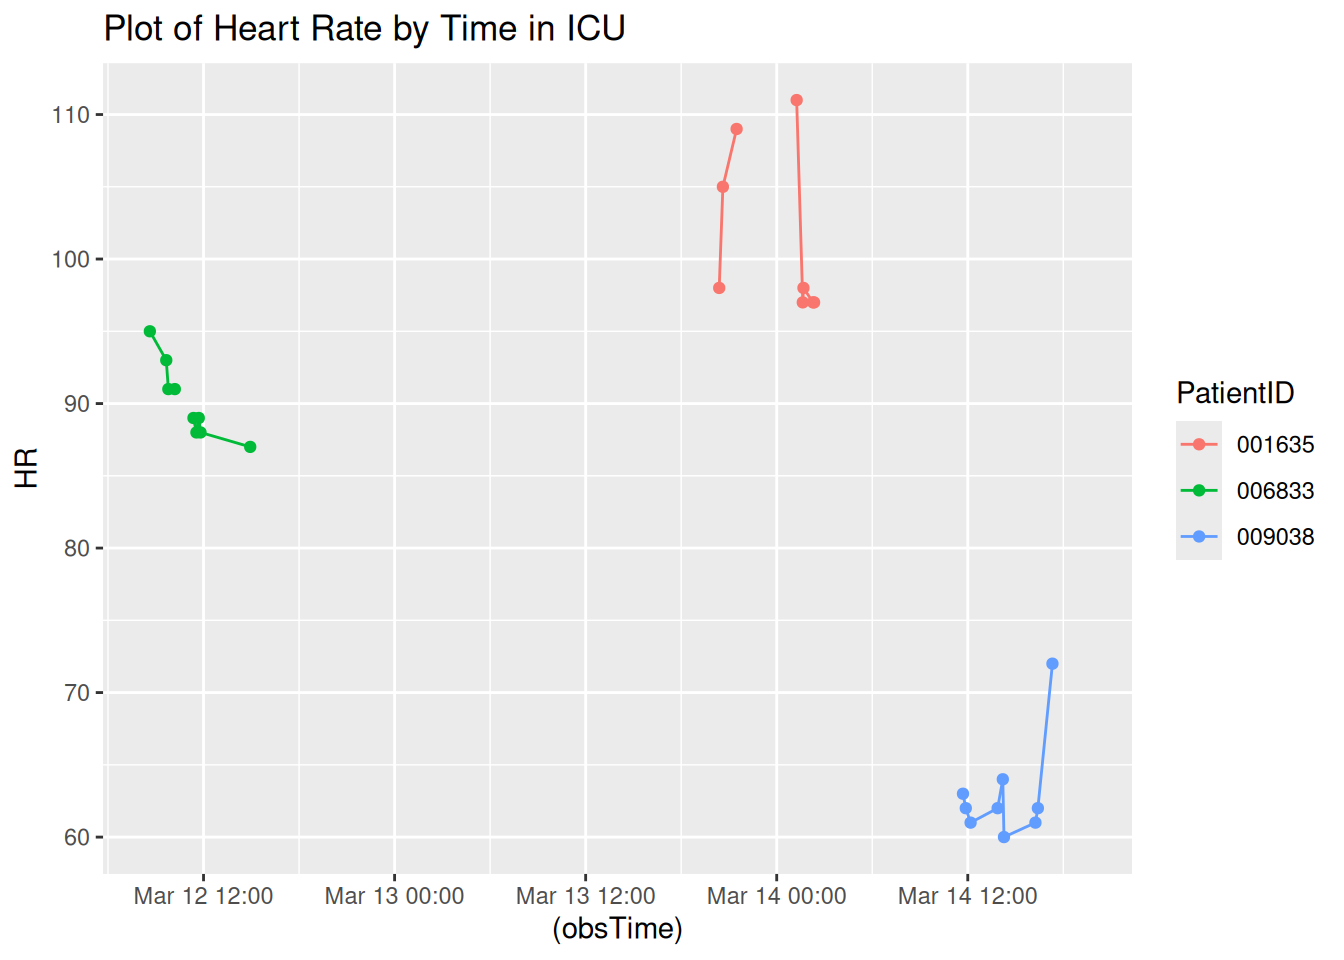 Plot of Heart Rate by Time in ICU
110
100
90
80
70
60
HR
Mar 12 12:00 Mar 13 00:00 Mar 13 12:00 Mar 14 00:00 Mar 14 12:00
(obsTime)
PatientID
001635
006833
009038